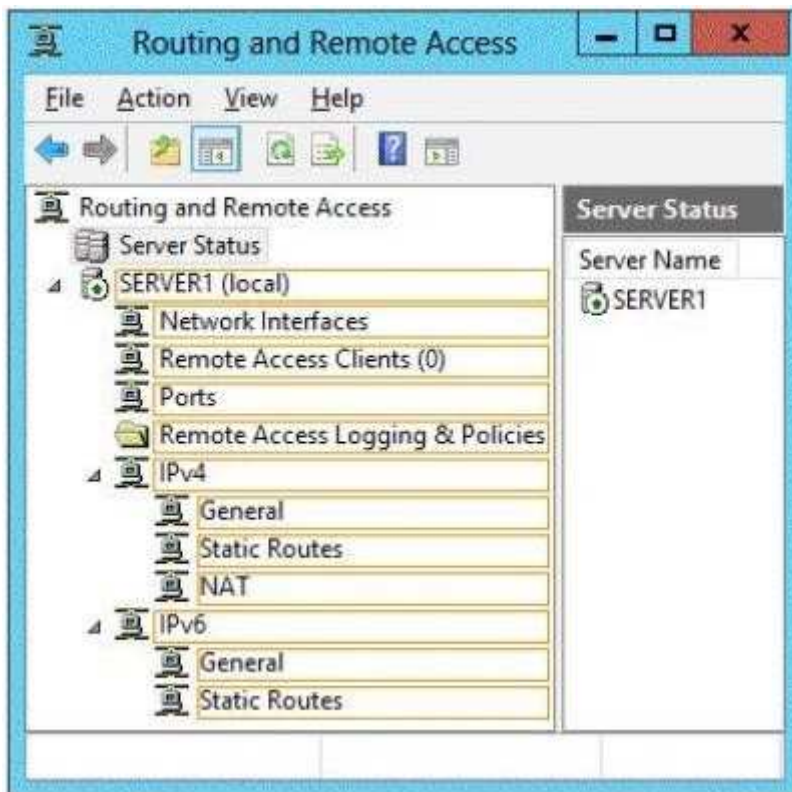 Routing and Remote Access
File Action View Help
Routing and Remote Access
Server Status
SERVER1 (local)
Network Interfaces
Remote Access Clients (0)
Ports
Remote Access Logging & Policies
IPv4
General
Static Routes
NAT
IPv6
General
Static Routes
Server Status
Server Name
SERVER1